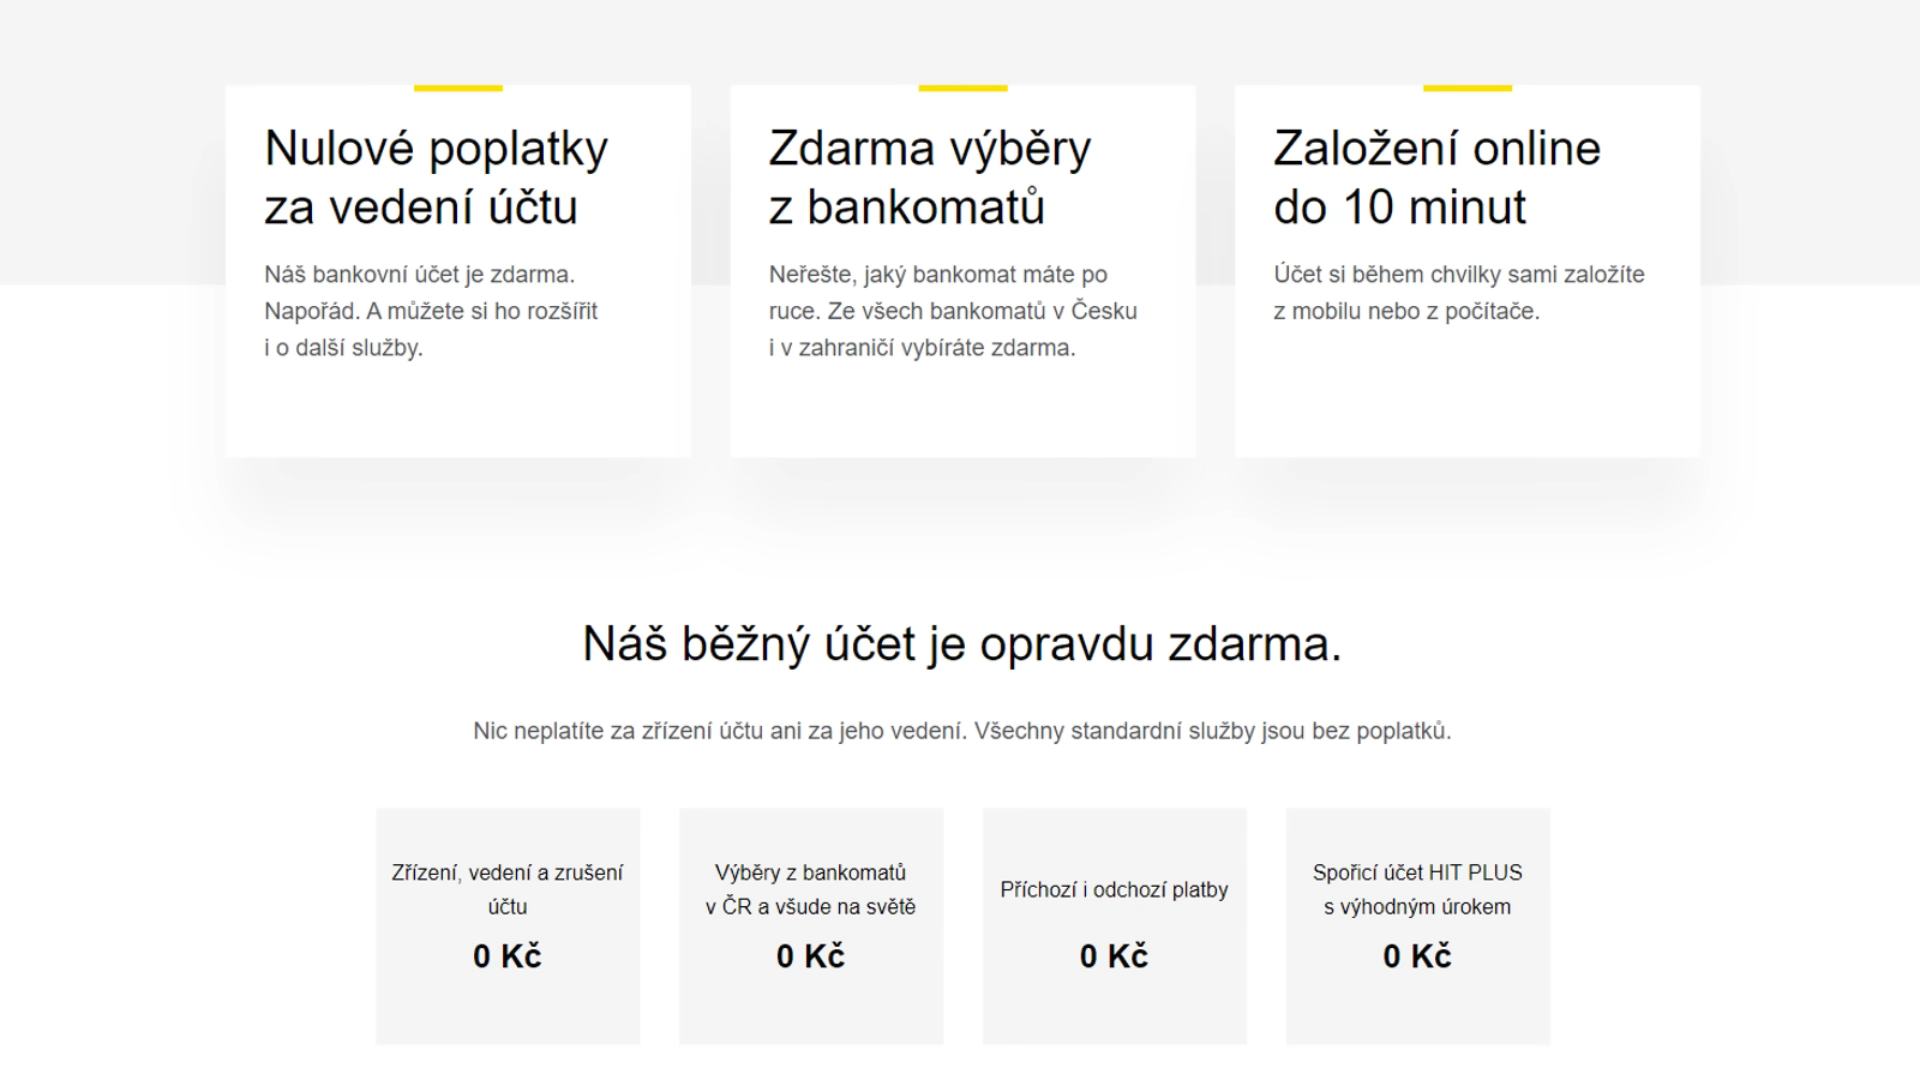 Nulové poplatky
za vedení účtu
Náš bankovní účet je zdarma.
Napořád. A můžete si ho rozšířit
i o další služby.
Zdarma výběry
z bankomatů
Neřešte, jaký bankomat máte po
ruce. Ze všech bankomatů v Česku
i v zahraničí vybíráte zdarma.
Založení online
do 10 minut
Účet si během chvilky sami založíte
z mobilu nebo z počítače.
Náš běžný účet je opravdu zdarma.
Nic neplatíte za zřízení účtu ani za jeho vedení. Všechny standardní služby jsou bez poplatků.
Zřízení, vedení a zrušení
účtu
0 Kč
Výběry z bankomatů
v ČR a všude na světě
0 Kč
Příchozí i odchozí platby
0 Kč
Spořicí účet HIT PLUS
s výhodným úrokem
0 Kč